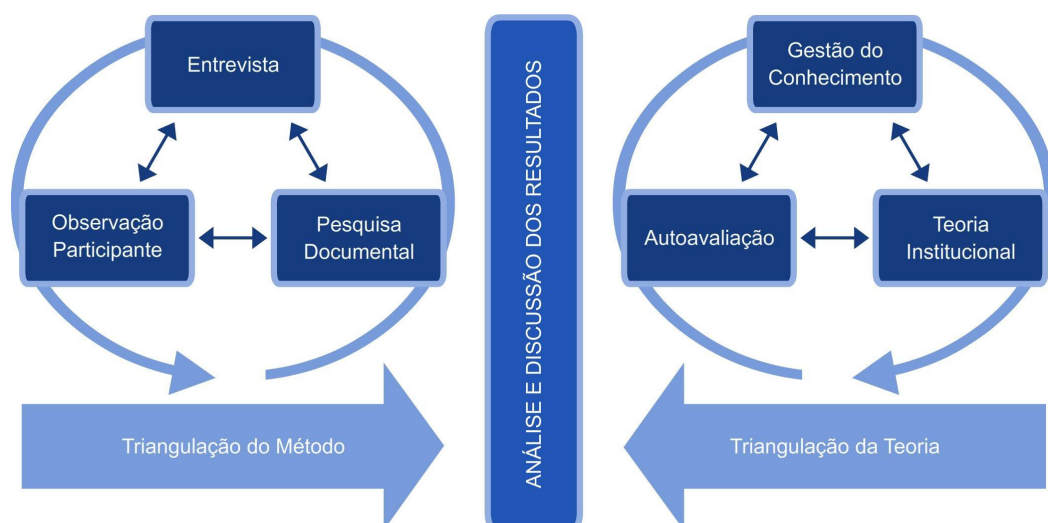 Entrevista
Observação
Participante
Pesquisa
Documental
Triangulação do Método
ANÁLISE E DISCUSSÃO DOS RESULTADOS
Gestão do
Conhecimento
Autoavaliação
Teoria
Institucional
Triangulação da Teoria